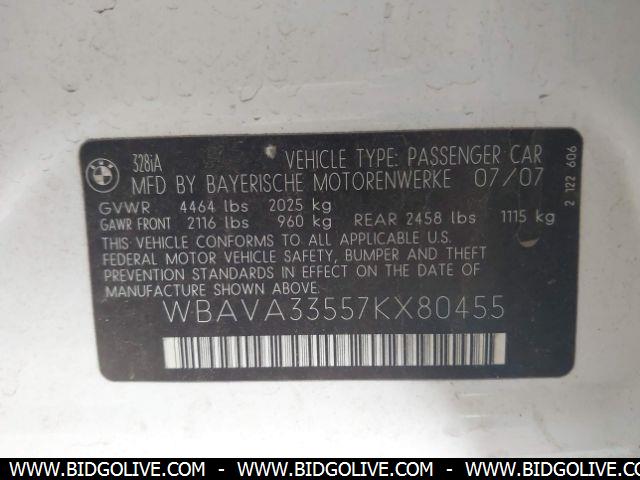 BMW
328iA
VEHICLE TYPE: PASSENGER CAR
MFD BY BAYERISCHE MOTORENWERKE 07/07
GVWR 4464 lbs 2025 kg
GAWR FRONT 2116 lbs 960 kg REAR 2458 lbs 1115 kg
THIS VEHICLE CONFORMS TO ALL APPLICABLE U.S.
FEDERAL MOTOR VEHICLE SAFETY, BUMPER AND THEFT
PREVENTION STANDARDS IN EFFECT ON THE DATE
OF MANUFACTURE SHOWN ABOVE.
WBAVA33557KX80455
2 122 606
WWW.BIDGOLIVE.COM - WWW.BIDGOLIVE.COM - WWW.BIDGOLIVE.COM